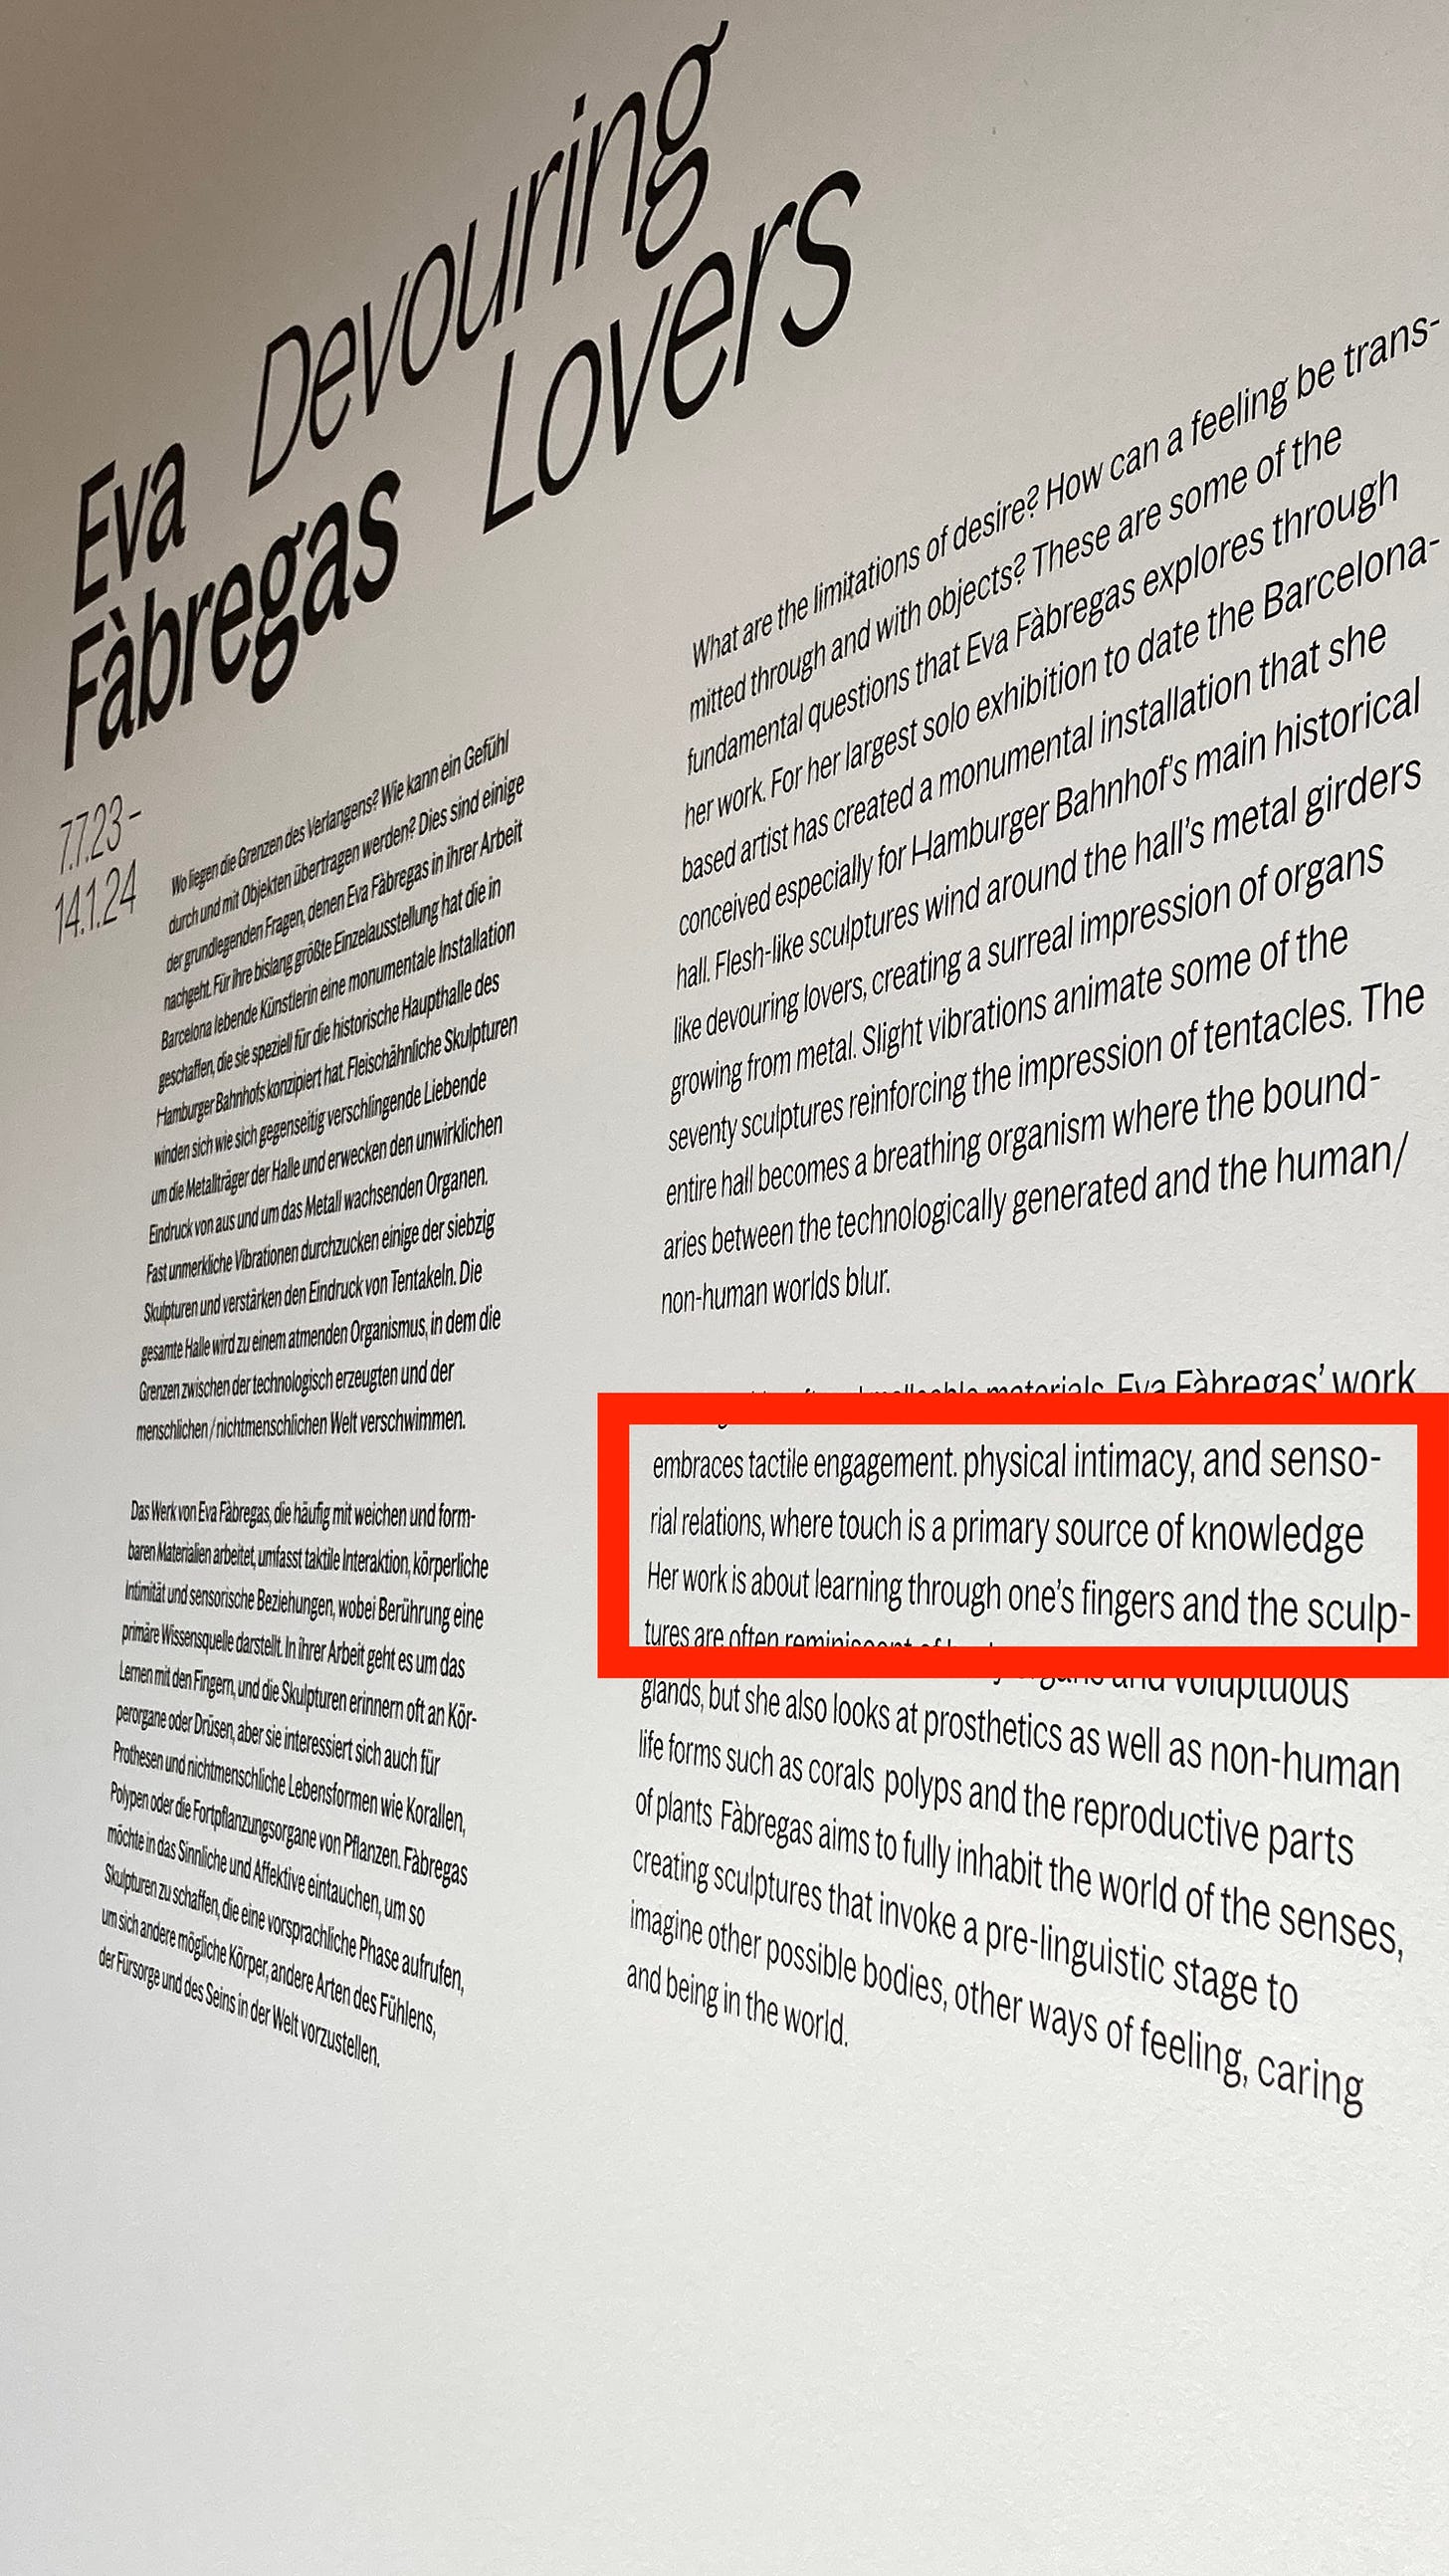 Eva
Fàbregas
Devouring
Lovers
7.7.23 –
14.1.24
Wo liegen die Grenzen des Verlangens? Wie kann ein Gefühl
durch und mit Objekten übertragen werden? Dies sind einige
der grundlegenden Fragen, denen Eva Fàbregas in ihrer Arbeit
nachgeht. Für ihre bislang größte Einzelausstellung hat die in
Barcelona lebende Künstlerin eine monumentale Installation
geschaffen, die sie speziell für die historische Haupthalle des
Hamburger Bahnhofs konzipiert hat. Fleischähnliche Skulpturen
winden sich wie sich gegenseitig verschlingende Liebende
um die Metallträger der Halle und erwecken den unwirklichen
Eindruck von aus und um das Metall wachsenden Organen.
Fast unmerkliche Vibrationen durchzucken einige der siebzig
Skulpturen und verstärken den Eindruck von Tentakeln. Die
gesamte Halle wird zu einem atmenden Organismus, in dem die
Grenzen zwischen der technologisch erzeugten und der
menschlichen / nichtmenschlichen Welt verschwimmen.
Das Werk von Eva Fàbregas, die häufig mit weichen und form-
baren Materialien arbeitet, umfasst taktile Interaktion, körperliche
Intimität und sensorische Beziehungen, wobei Berührung eine
primäre Wissensquelle darstellt. In ihrer Arbeit geht es um das
Lernen mit den Fingern, und die Skulpturen erinnern oft an Kör-
perorgane oder Drüsen, aber sie interessiert sich auch für
Prothesen und nichtmenschliche Lebensformen wie Korallen,
Polypen oder die Fortpflanzungsorgane von Pflanzen. Fàbregas
möchte in das Sinnliche und Affektive eintauchen, um so
Skulpturen zu schaffen, die eine vorsprachliche Phase aufrufen,
um sich andere mögliche Körper, andere Arten des Fühlens,
der Fürsorge und des Seins in der Welt vorzustellen.
What are the limitations of desire? How can a feeling be trans-
mitted through and with objects? These are some of the
fundamental questions that Eva Fàbregas explores through
her work. For her largest solo exhibition to date the Barcelona-
based artist has created a monumental installation that she
conceived especially for Hamburger Bahnhof’s main historical
hall. Flesh-like sculptures wind around the hall’s metal girders
like devouring lovers, creating a surreal impression of organs
growing from metal. Slight vibrations animate some of the
seventy sculptures reinforcing the impression of tentacles. The
entire hall becomes a breathing organism where the bound-
aries between the technologically generated and the human/
non-human worlds blur.
malleable materials, Eva Fàbregas’ work
embraces tactile engagement. physical intimacy, and senso-
rial relations, where touch is a primary source of knowledge
Her work is about learning through one’s fingers and the sculp-
tures are often reminiscent of organs and voluptuous
glands, but she also looks at prosthetics as well as non-human
life forms such as corals polyps and the reproductive parts
of plants Fàbregas aims to fully inhabit the world of the senses,
creating sculptures that invoke a pre-linguistic stage to
imagine other possible bodies, other ways of feeling, caring
and being in the world.